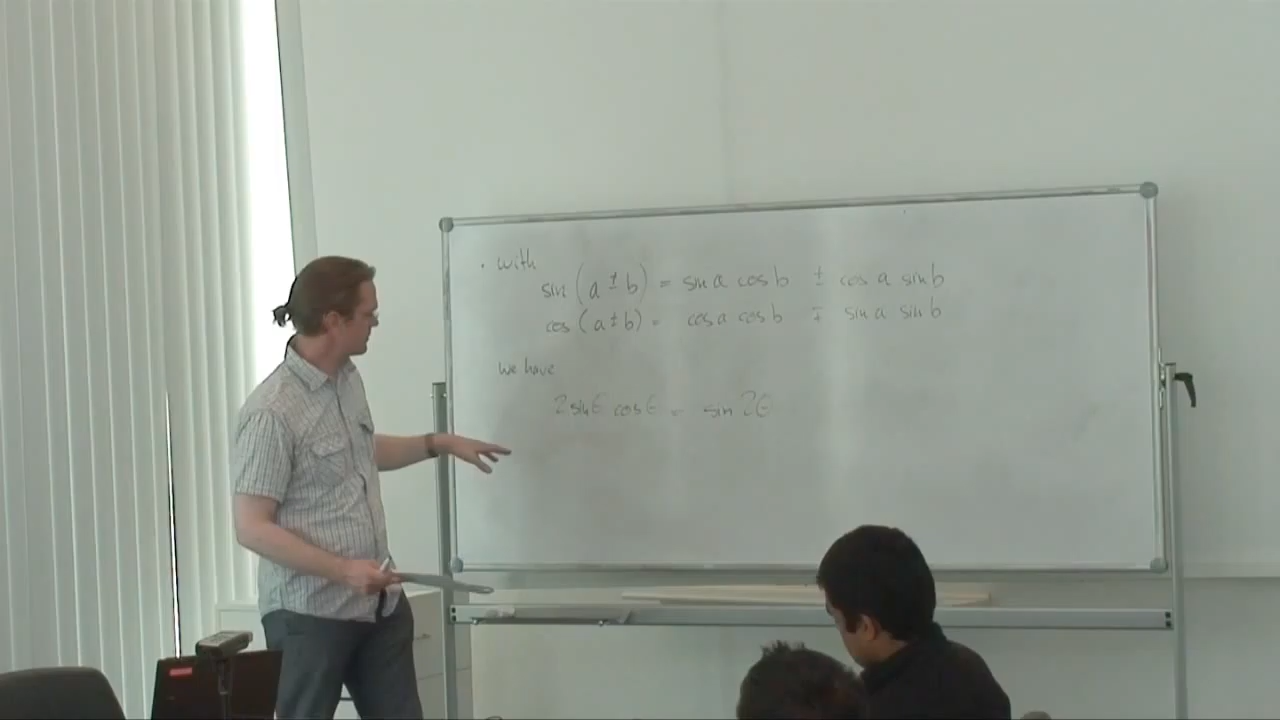 · with
sin (a ± b) = sin a cos b ± cos a sin b
cos (a ± b) = cos a cos b ∓ sin a sin b
we have
2 sin θ cos θ = sin 2θ